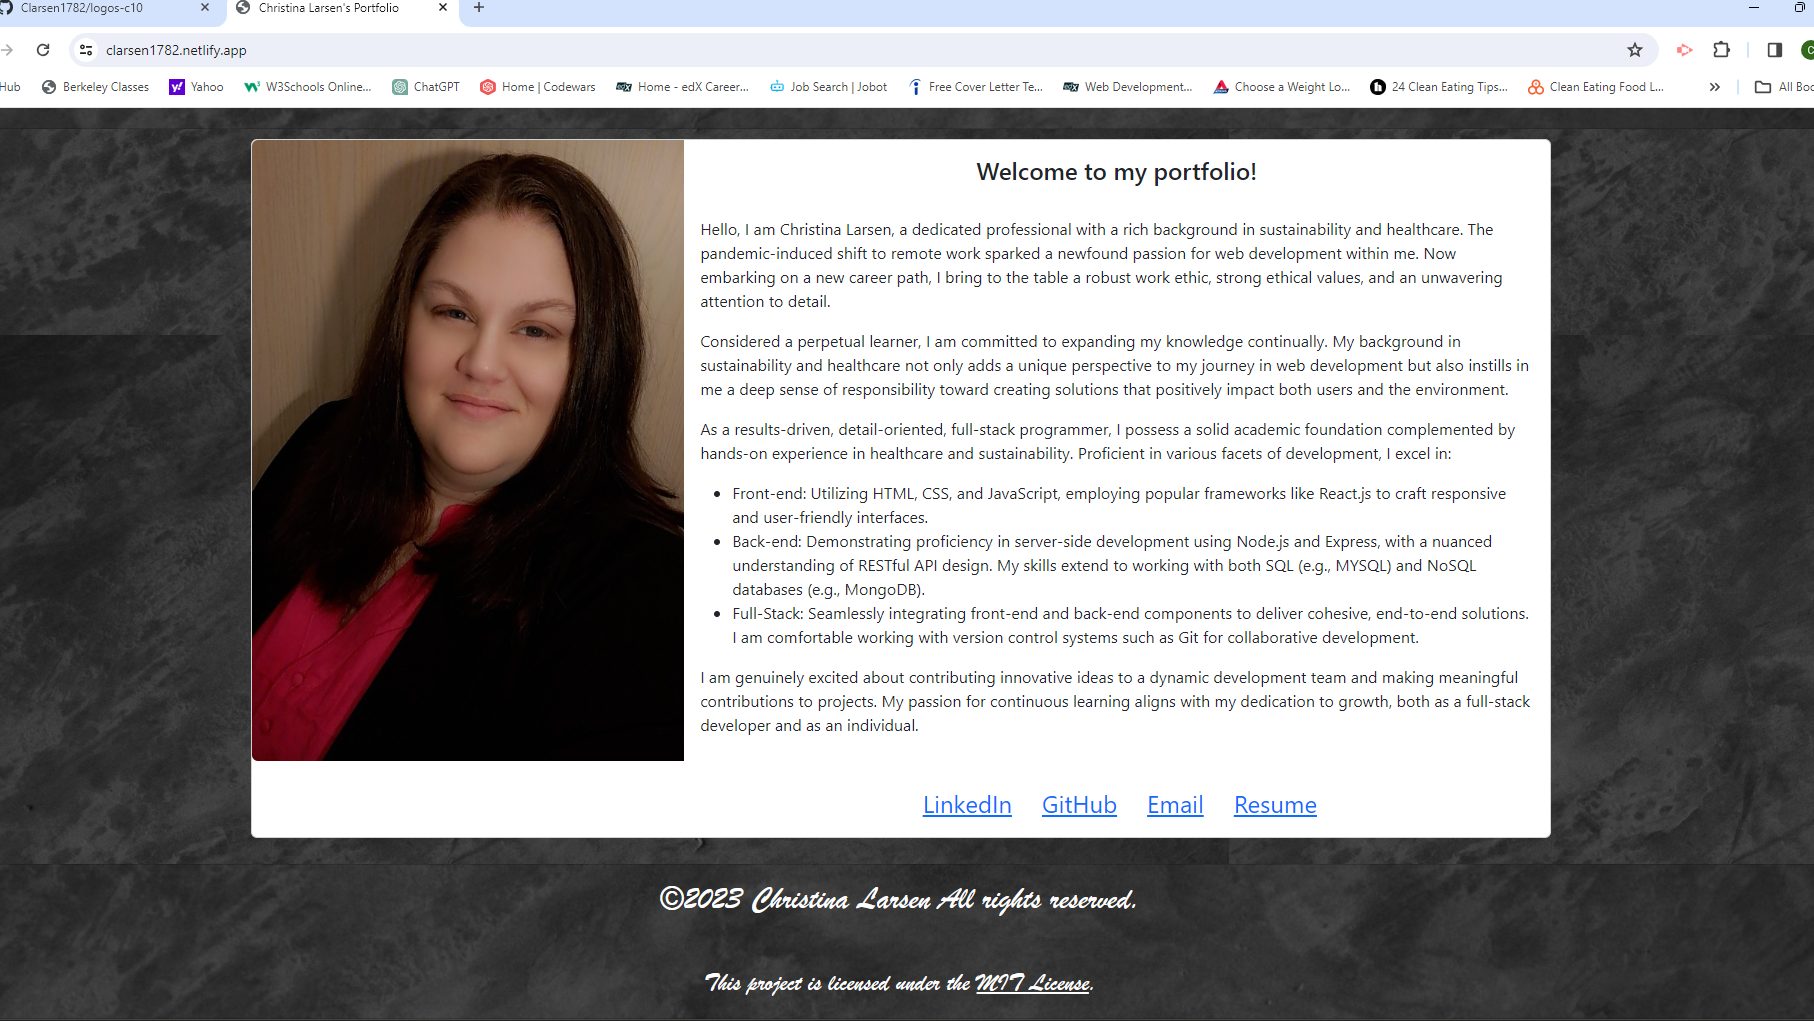 Clarsen1782/logos-c10
Christina Larsen's Portfolio
clarsen1782.netlify.app
Hub Berkeley Classes Yahoo W3Schools Online... ChatGPT Home | Codewars Home - edX Career... Job Search | Jobot Free Cover Letter Te... Web Development... Choose a Weight Lo... 24 Clean Eating Tips... Clean Eating Food L... » All Boo
Welcome to my portfolio!
Hello, I am Christina Larsen, a dedicated professional with a rich background in sustainability and healthcare. The
pandemic-induced shift to remote work sparked a newfound passion for web development within me. Now
embarking on a new career path, I bring to the table a robust work ethic, strong ethical values, and an unwavering
attention to detail.
Considered a perpetual learner, I am committed to expanding my knowledge continually. My background in
sustainability and healthcare not only adds a unique perspective to my journey in web development but also instills in
me a deep sense of responsibility toward creating solutions that positively impact both users and the environment.
As a results-driven, detail-oriented, full-stack programmer, I possess a solid academic foundation complemented by
hands-on experience in healthcare and sustainability. Proficient in various facets of development, I excel in:
• Front-end: Utilizing HTML, CSS, and JavaScript, employing popular frameworks like React.js to craft responsive
and user-friendly interfaces.
• Back-end: Demonstrating proficiency in server-side development using Node.js and Express, with a nuanced
understanding of RESTful API design. My skills extend to working with both SQL (e.g., MYSQL) and NoSQL
databases (e.g., MongoDB).
• Full-Stack: Seamlessly integrating front-end and back-end components to deliver cohesive, end-to-end solutions.
I am comfortable working with version control systems such as Git for collaborative development.
I am genuinely excited about contributing innovative ideas to a dynamic development team and making meaningful
contributions to projects. My passion for continuous learning aligns with my dedication to growth, both as a full-stack
developer and as an individual.
LinkedIn GitHub Email Resume
©2023 Christina Larsen All rights reserved.
This project is licensed under the MIT License.